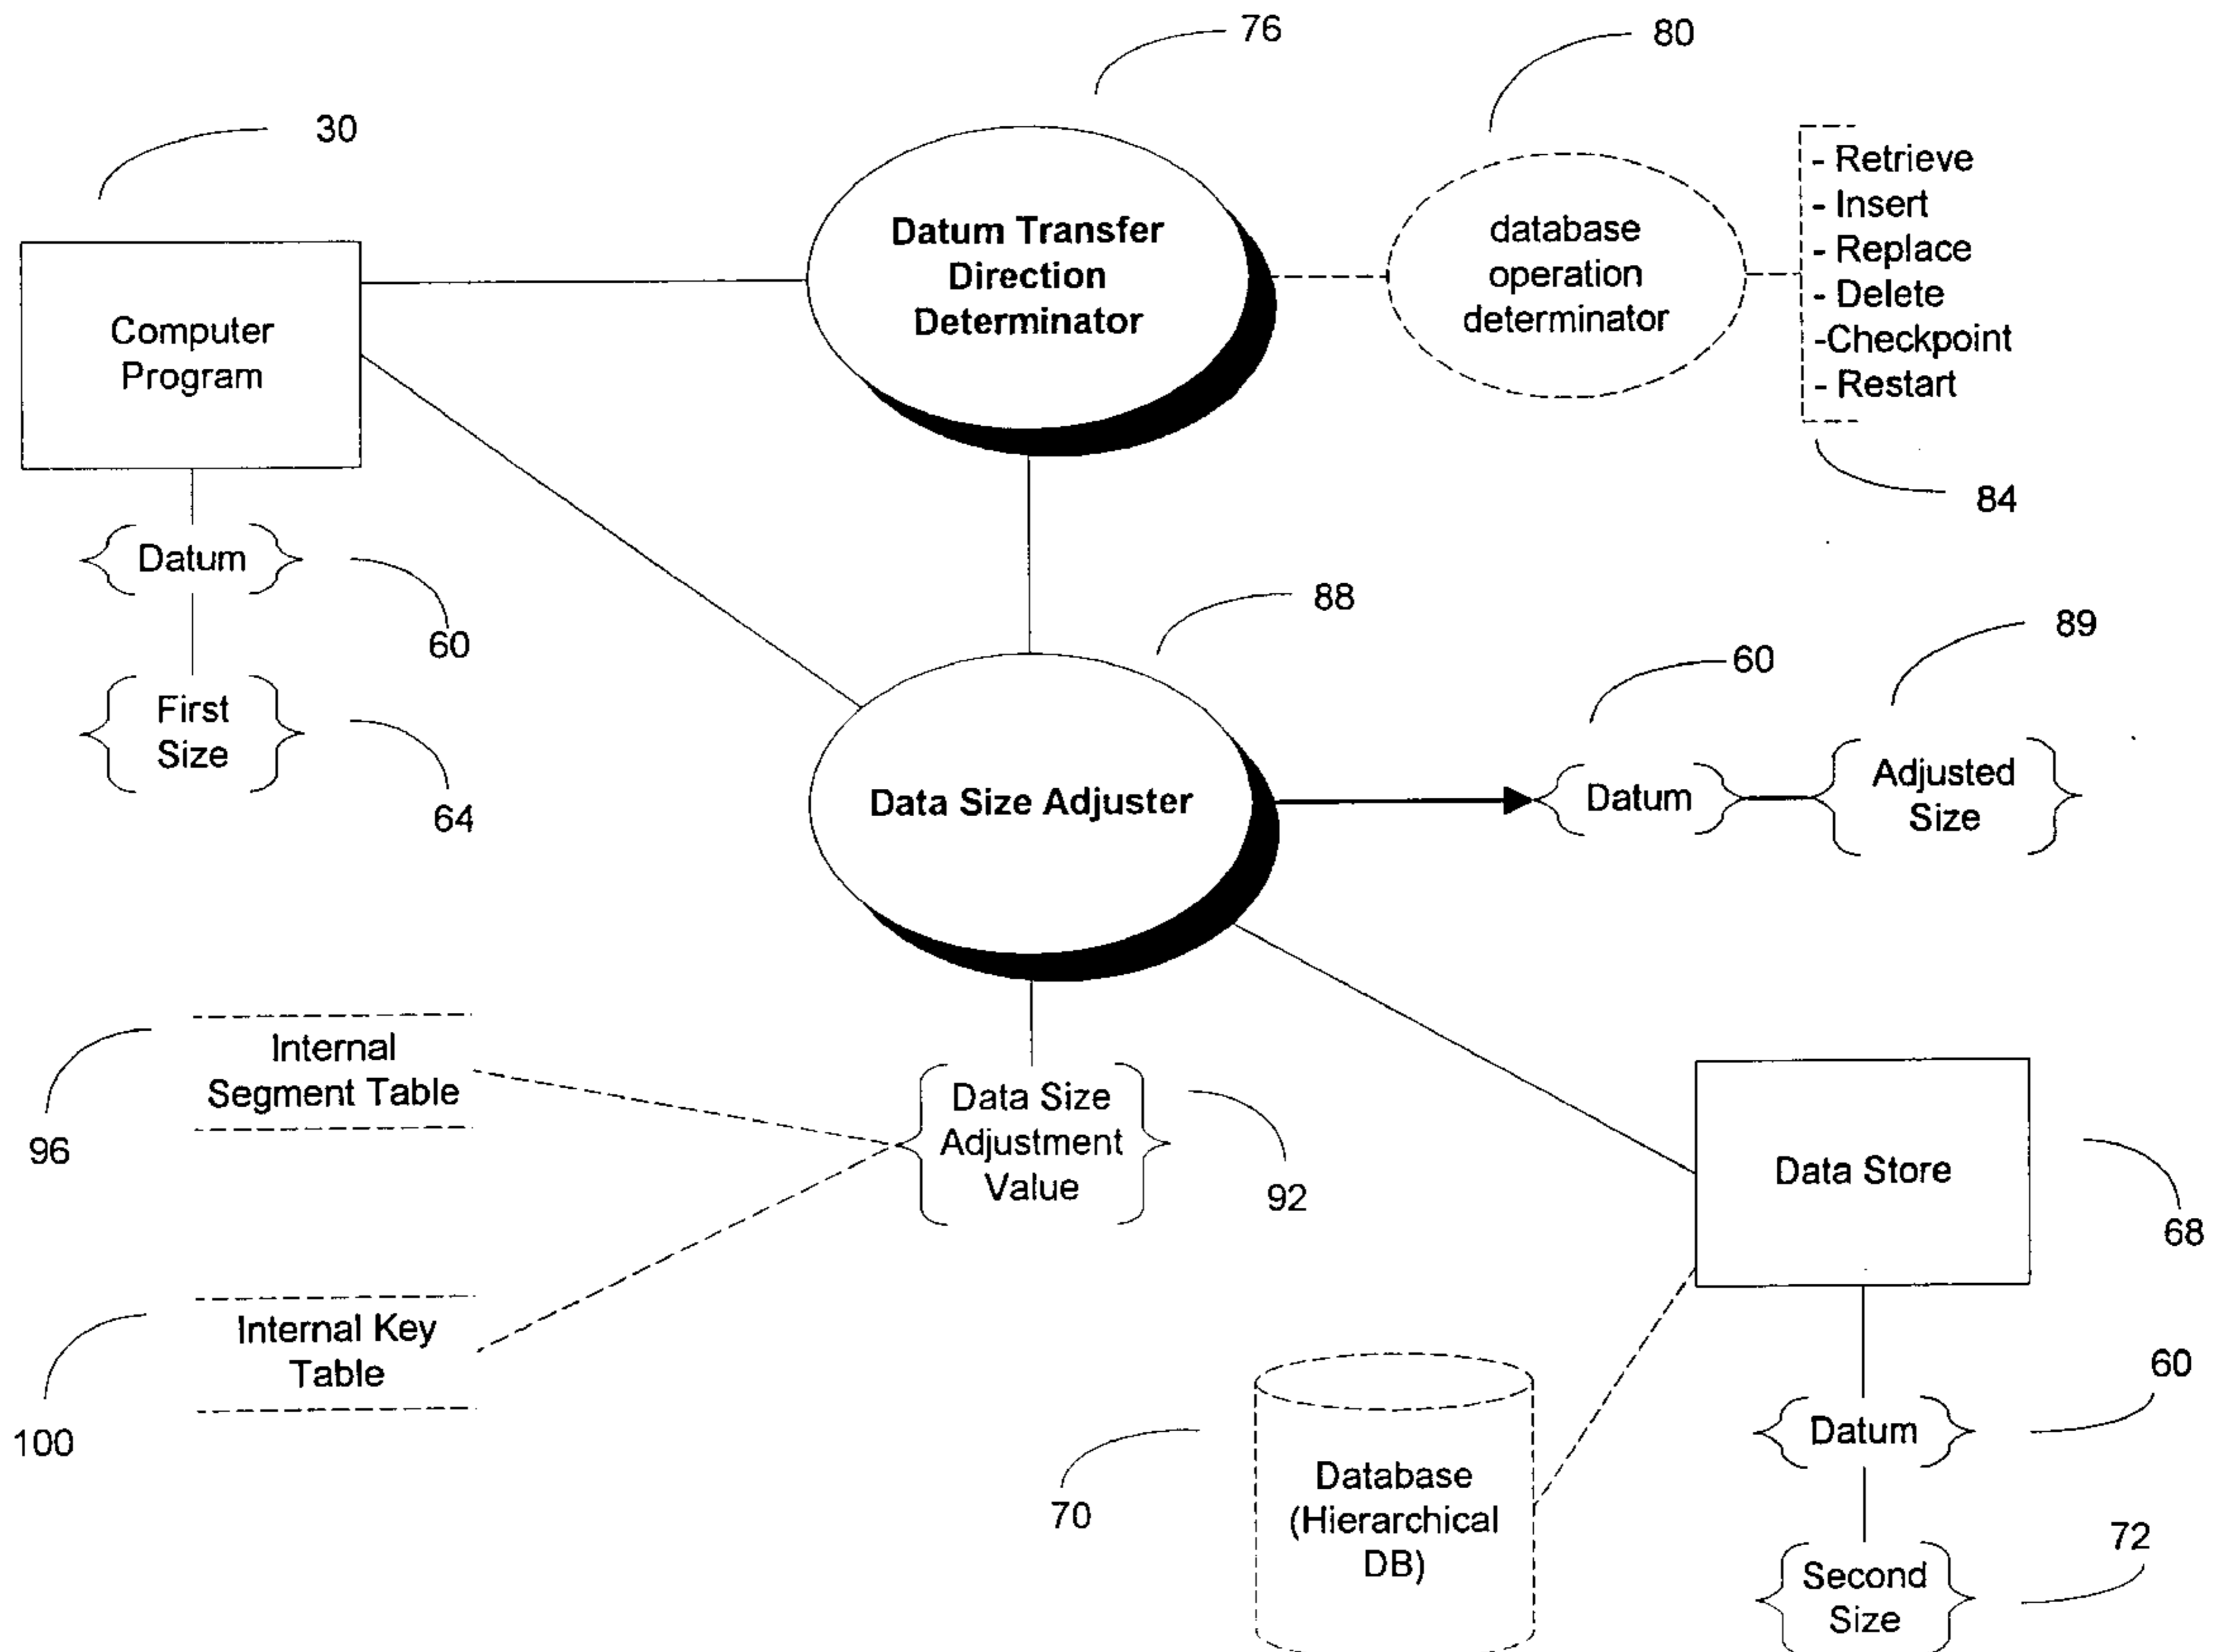 76
80
30
Datum Transfer
Direction
Determinator
database
operation
determinator
- Retrieve
- Insert
- Replace
- Delete
-Checkpoint
- Restart
84
Computer
Program
Datum
60
First
Size
64
88
Data Size Adjuster
60
89
Datum
Adjusted
Size
Internal
Segment Table
96
Data Size
Adjustment
Value
92
Data Store
68
Internal Key
Table
100
Database
(Hierarchical
DB)
70
60
Datum
72
Second
Size